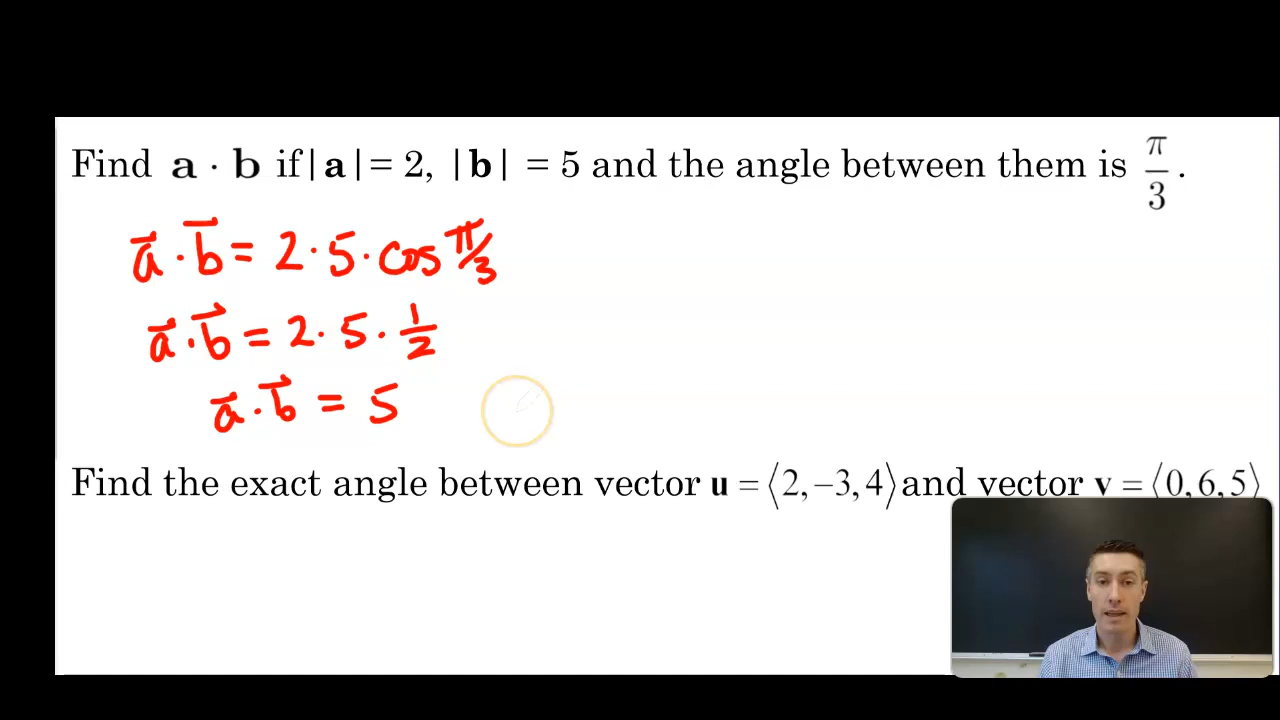 Find a · b if |a| = 2, |b| = 5 and the angle between them is π/3.
a⃗ · b⃗ = 2 · 5 · cos π/3
a⃗ · b⃗ = 2 · 5 · 1/2
a⃗ · b⃗ = 5
Find the exact angle between vector u = ⟨2, −3, 4⟩ and vector v = ⟨0, 6, 5⟩